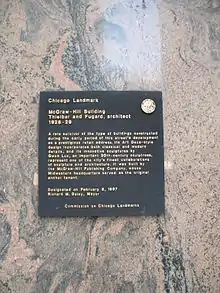 Chicago Landmark
McGraw-Hill Building
Thielbar and Fugard, architect
1928-29
A rare survivor of the type of buildings constructed
during the early period of this street's development
as a prestigious retail address, its Art Deco-style
design incorporates both classical and modern
details, and its innovative sculptures by
Gwen Lux, an important 20th-century sculptress,
represent one of the city's finest collaborations
of sculpture and architecture. It was built by
the McGraw-Hill Publishing Company, whose
Midwestern headquarters served as the original
anchor tenant.
Designated on February 6, 1997
Richard M. Daley, Mayor
Commission on Chicago Landmarks